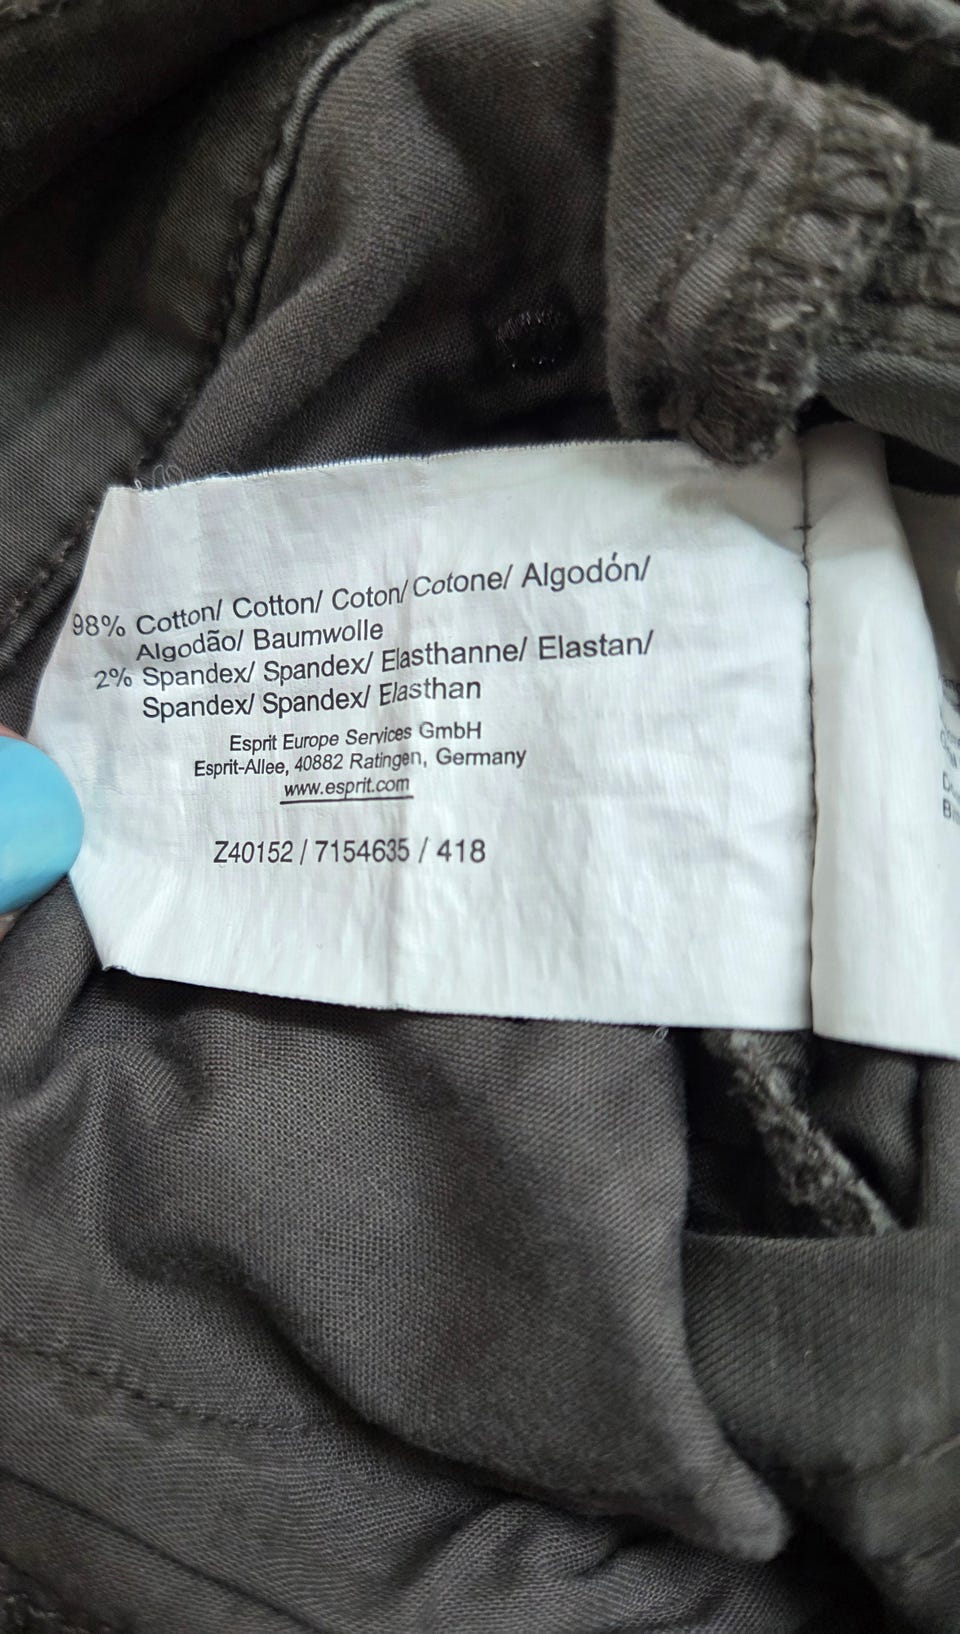 98% Cotton/ Cotton/ Coton/ Cotone/ Algodón/
Algodão/ Baumwolle
2% Spandex/ Spandex/ Elasthanne/ Elastan/
Spandex/ Spandex/ Elasthan
Esprit Europe Services GmbH
Esprit-Allee, 40882 Ratingen, Germany
www.esprit.com
Z40152 / 7154635 / 418